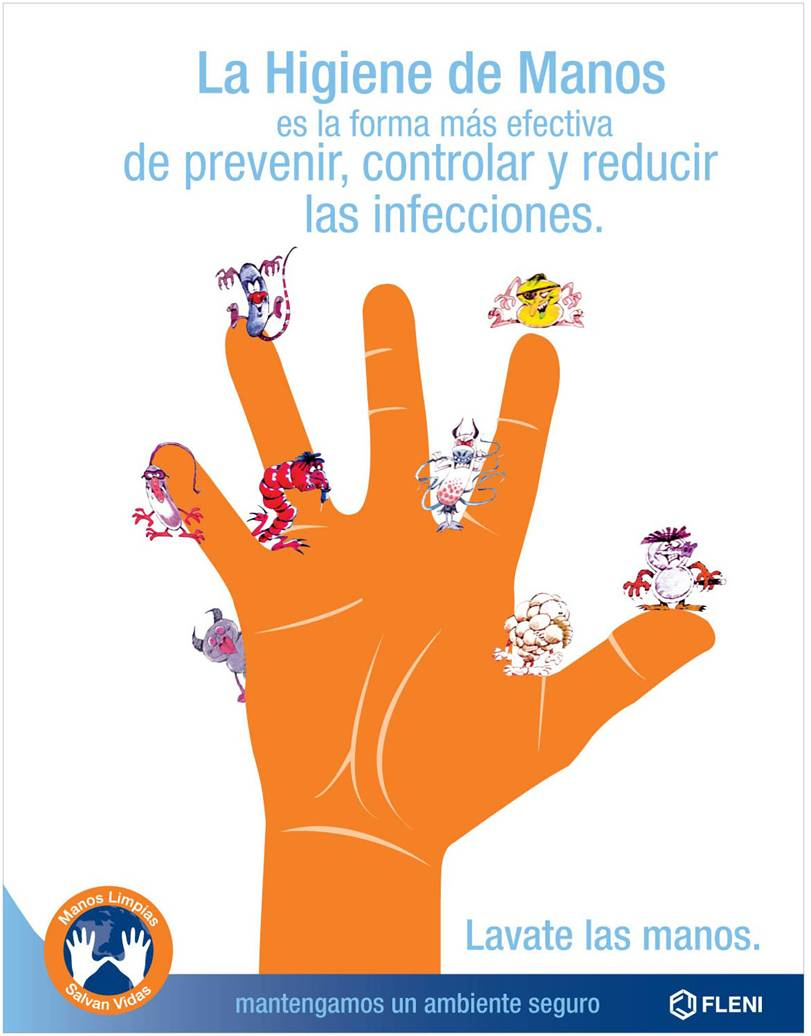 La Higiene de Manos
es la forma más efectiva
de prevenir, controlar y reducir
las infecciones.
Lavate las manos.
Manos Limpias
Salvan Vidas
mantengamos un ambiente seguro
FLENI